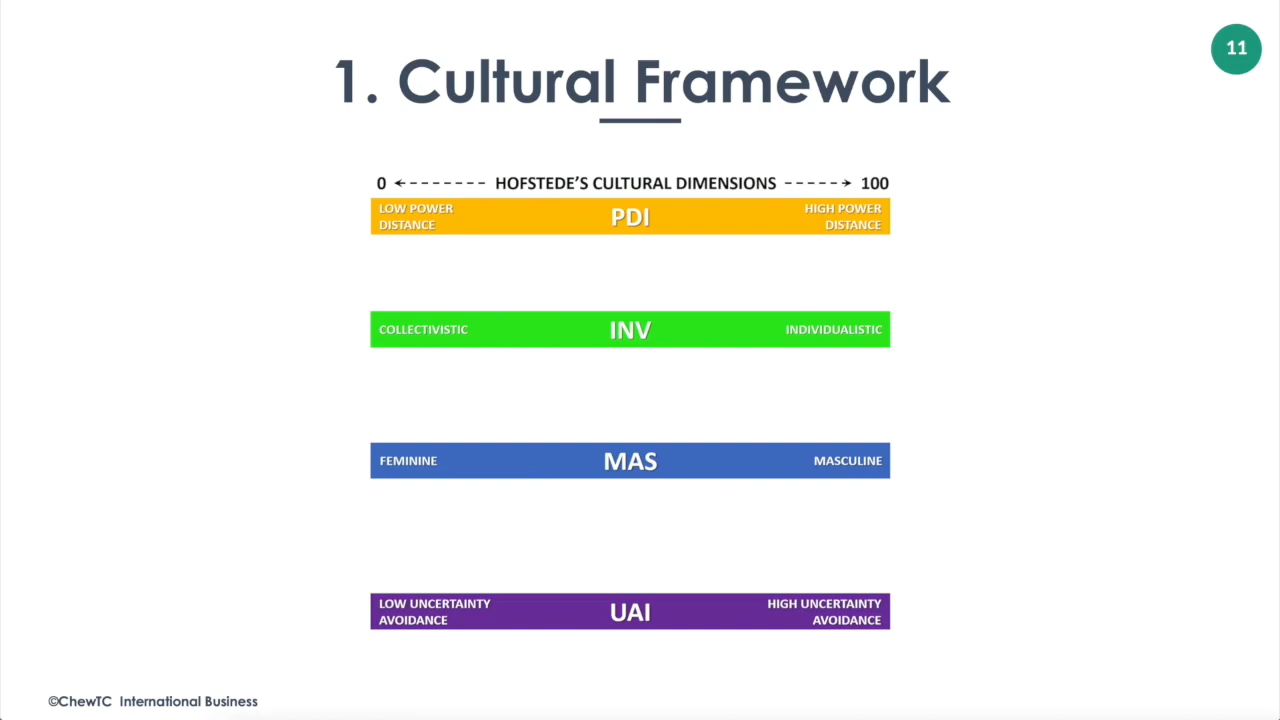 11
1. Cultural Framework
0 <-------- HOFSTEDE’S CULTURAL DIMENSIONS ------> 100
LOW POWER
DISTANCE
PDI
HIGH POWER
DISTANCE
COLLECTIVISTIC INV INDIVIDUALISTIC
FEMININE MAS MASCULINE
LOW UNCERTAINTY
AVOIDANCE
UAI
HIGH UNCERTAINTY
AVOIDANCE
©ChewTC International Business